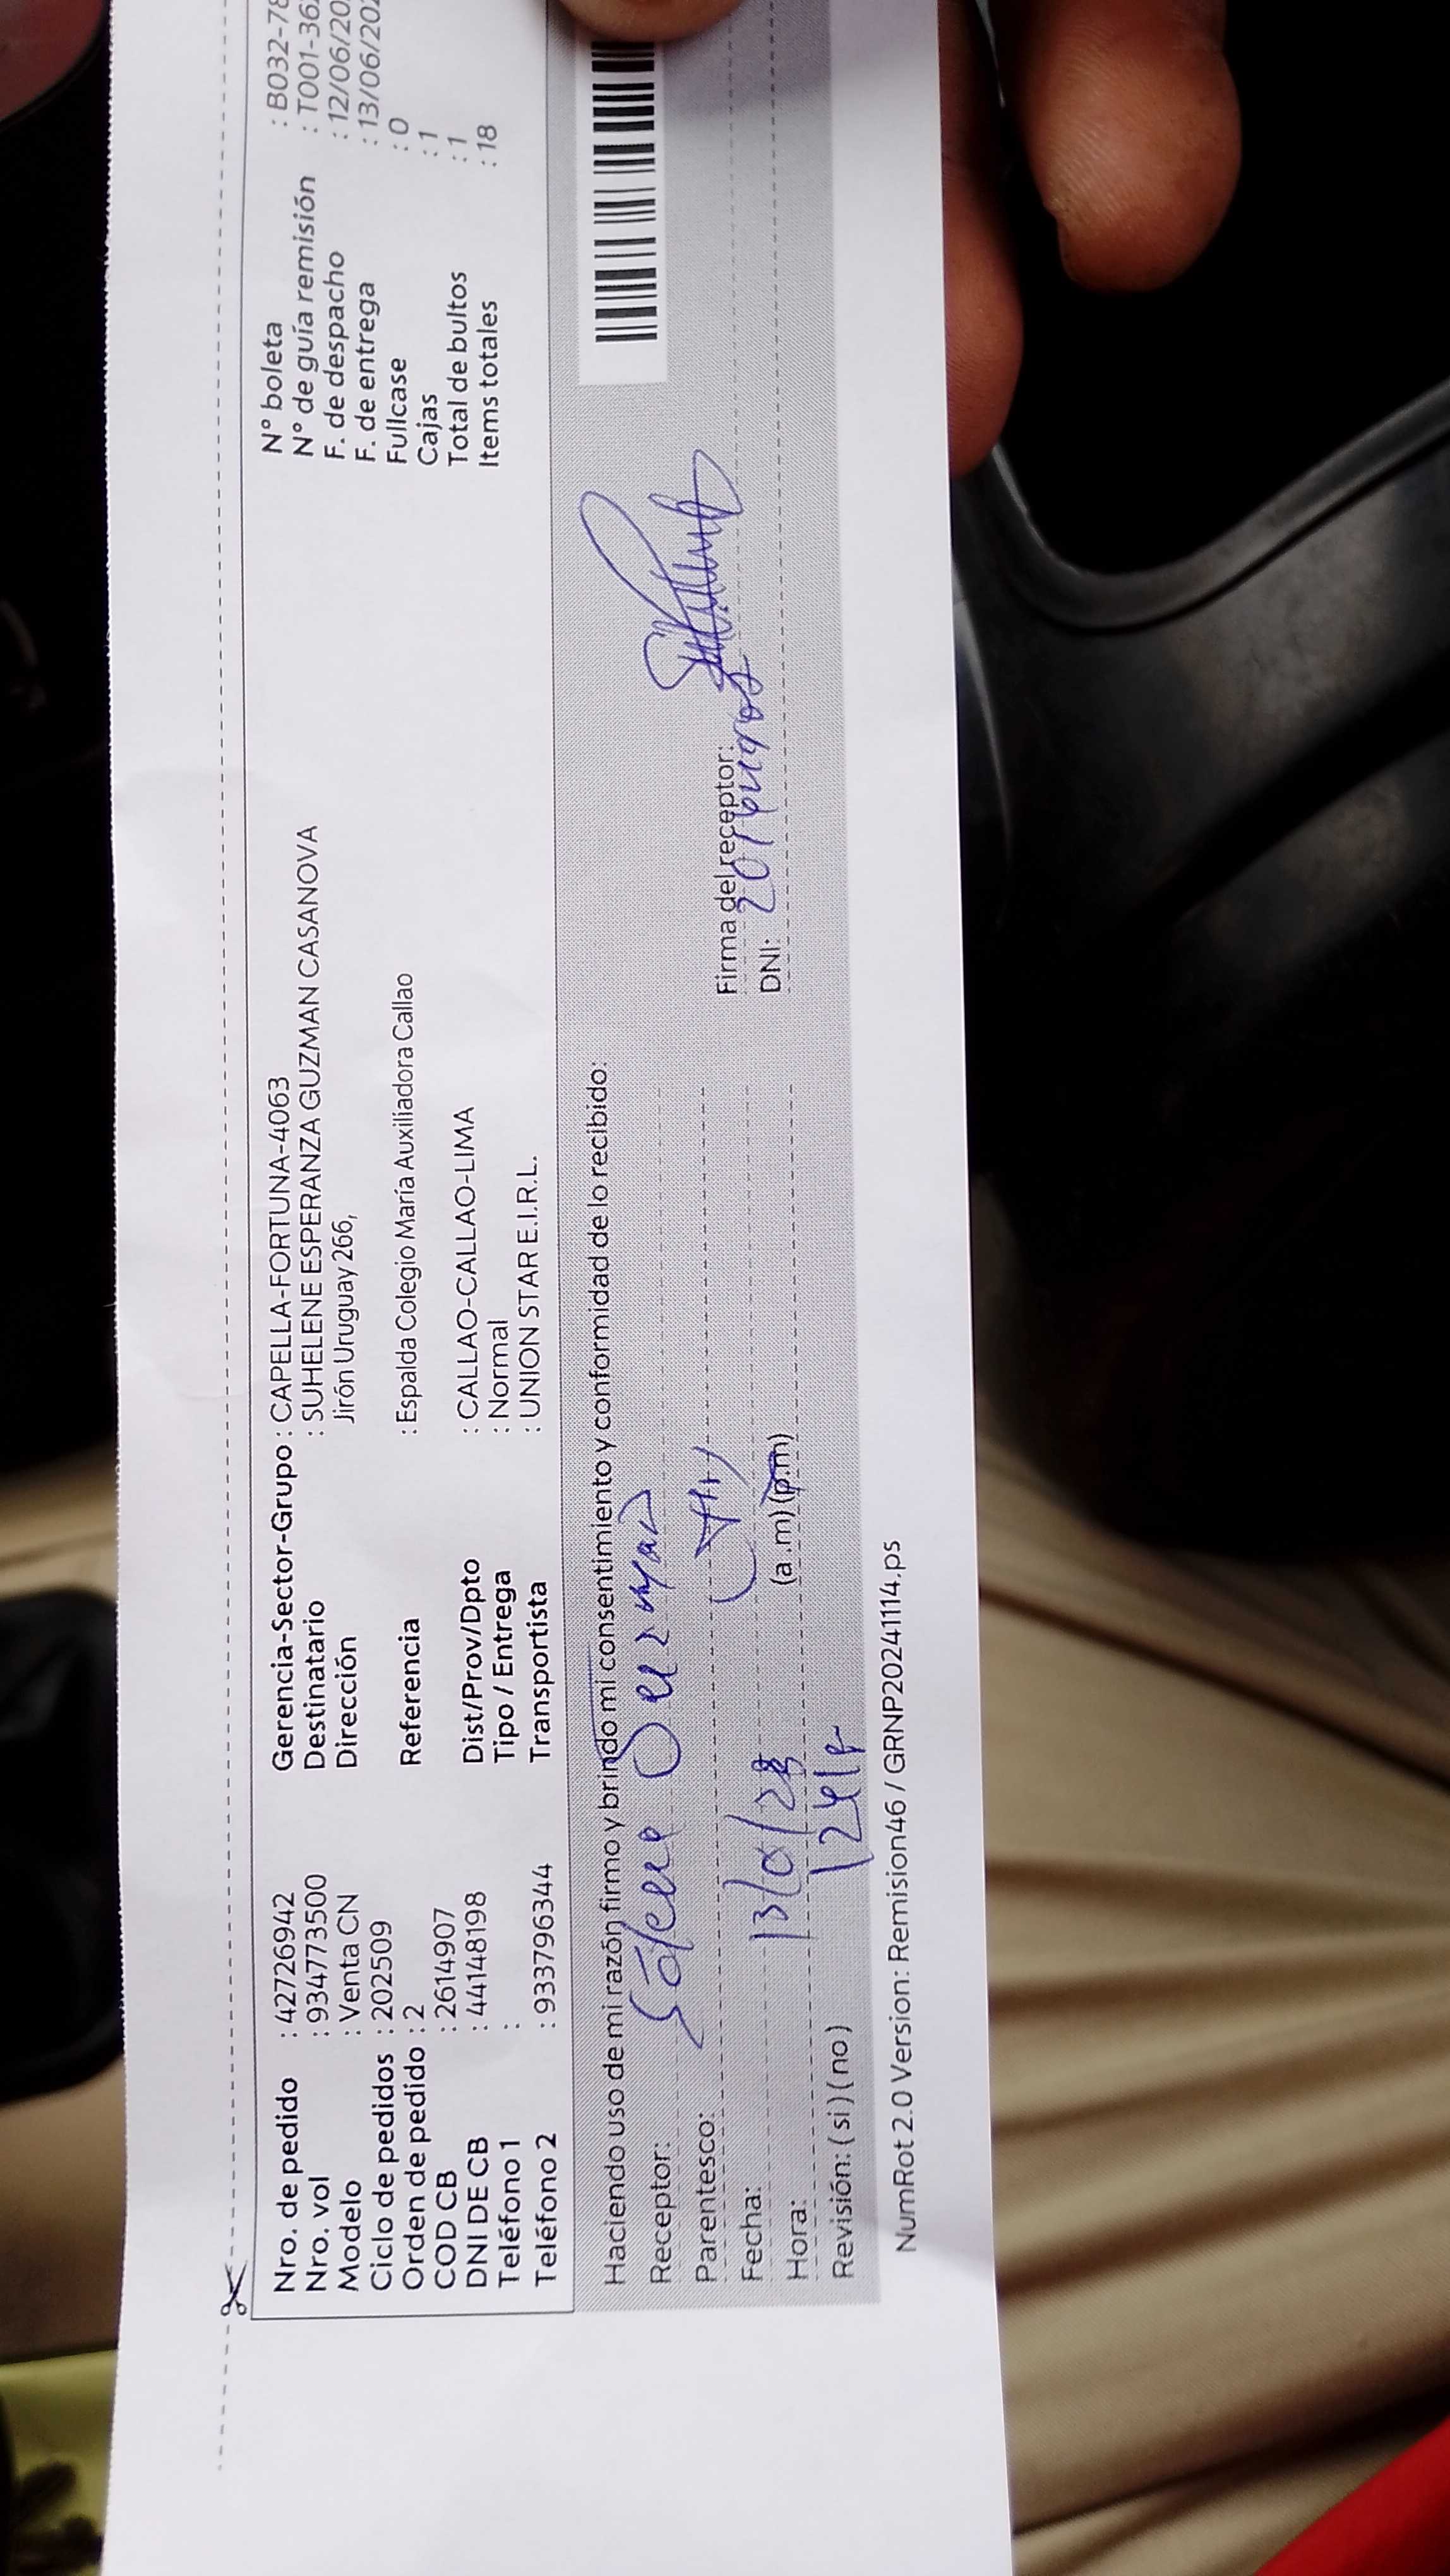 Nro. de pedido : 42726942 Gerencia-Sector-Grupo : CAPELLA-FORTUNA-4063 N° boleta : B032-78
Nro. vol : 934773500 Destinatario : SUHELENE ESPERANZA GUZMAN CASANOVA N° de guía remisión : T001-36
Modelo : Venta CN Dirección Jirón Uruguay 266, F. de despacho : 12/06/20
Ciclo de pedidos : 202509 F. de entrega : 13/06/20
Orden de pedido : 2 Referencia : Espalda Colegio María Auxiliadora Callao Fullcase : 0
COD CB : 2614907 Cajas : 1
DNI DE CB : 44148198 Dist/Prov/Dpto : CALLAO-CALLAO-LIMA Total de bultos : 1
Teléfono 1 : Tipo / Entrega : Normal Items totales : 18
Teléfono 2 : 933796344 Transportista : UNION STAR E.I.R.L.
Haciendo uso de mi razón firmo y brindo mi consentimiento y conformidad de lo recibido:
Receptor: Guzman
Parentesco:
Fecha: Firma del receptor:
Hora: (a .m) (p.m) DNI:
Revisión: ( si ) ( no )
NumRot 2.0 Version: Remision46 / GRNP20241114.ps